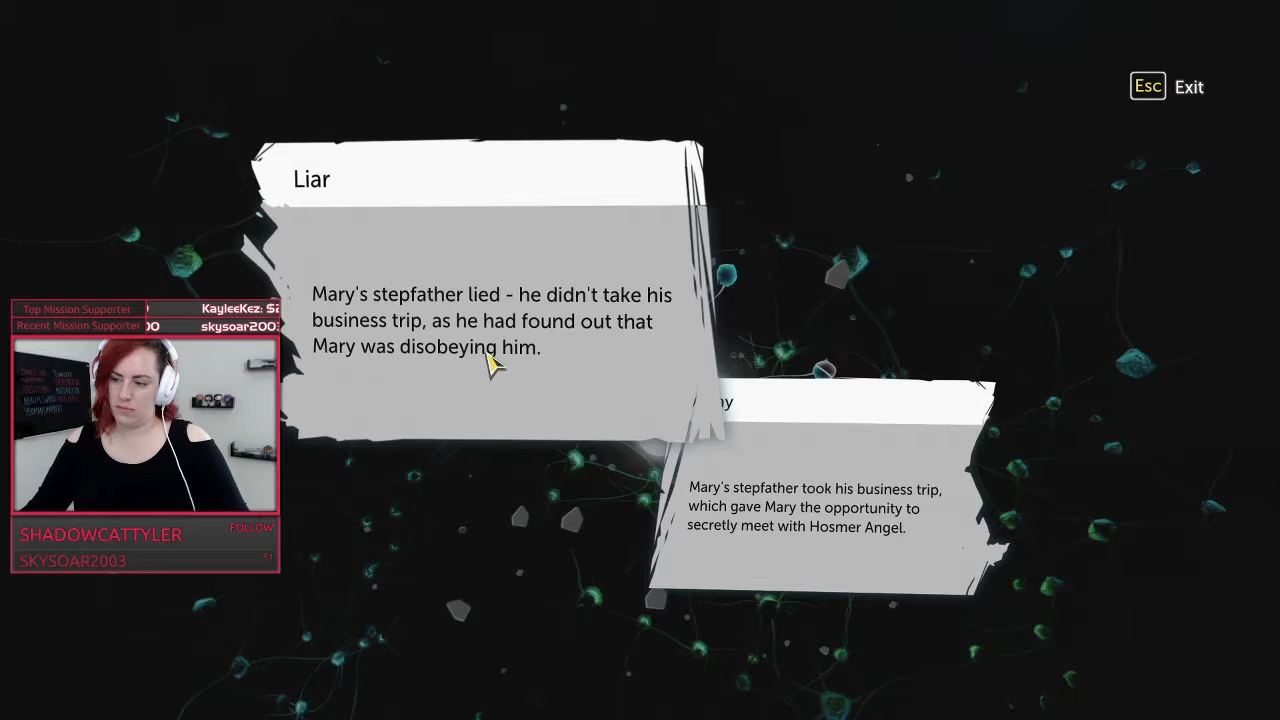 Esc Exit
Liar
Mary's stepfather lied - he didn't take his
business trip, as he had found out that
Mary was disobeying him.
Top Mission Supporter
KayleeKez:
Recent Mission Supporter
skysoar2003
SHADOWCATTYLER
FOLLOW
SKYSOAR2003
$1
Mary's stepfather took his business trip,
which gave Mary the opportunity to
secretly meet with Hosmer Angel.